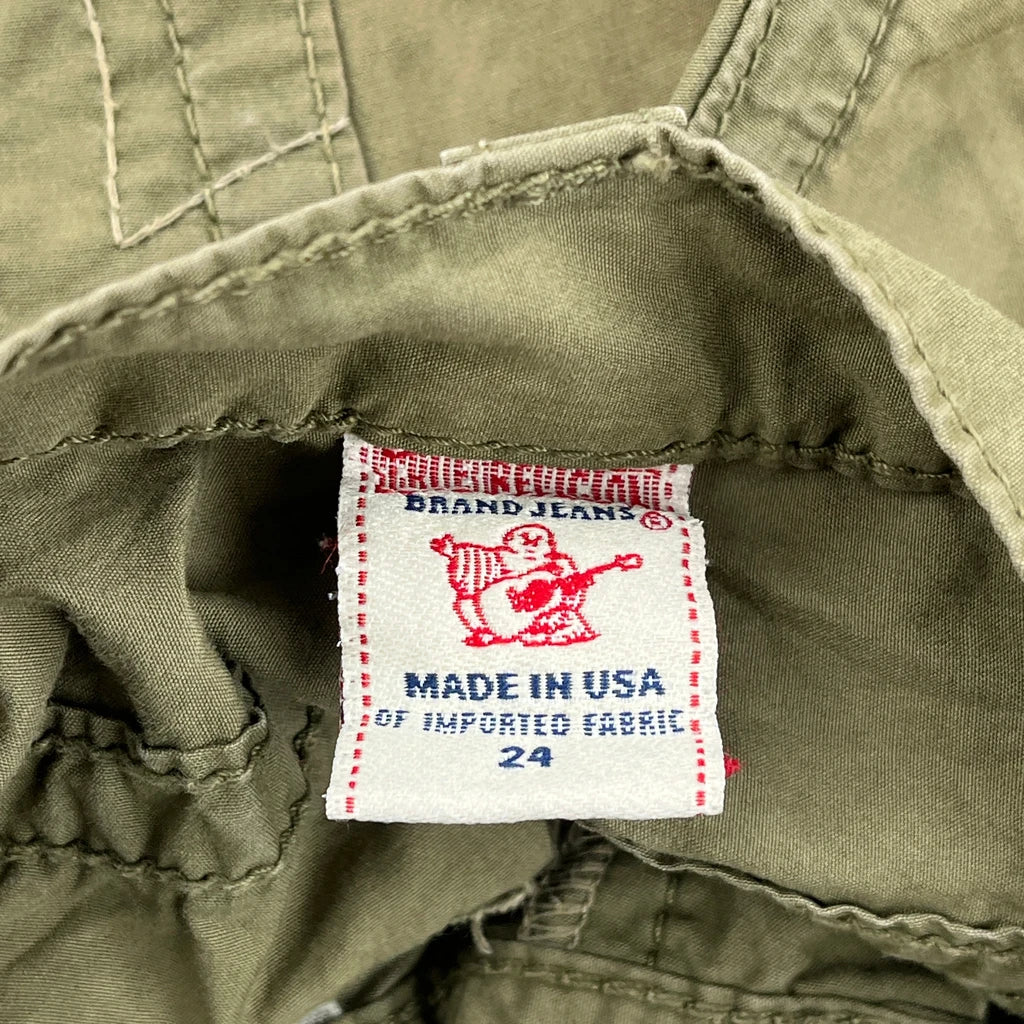 BRAND JEANS ®
MADE IN USA
OF IMPORTED FABRIC
24